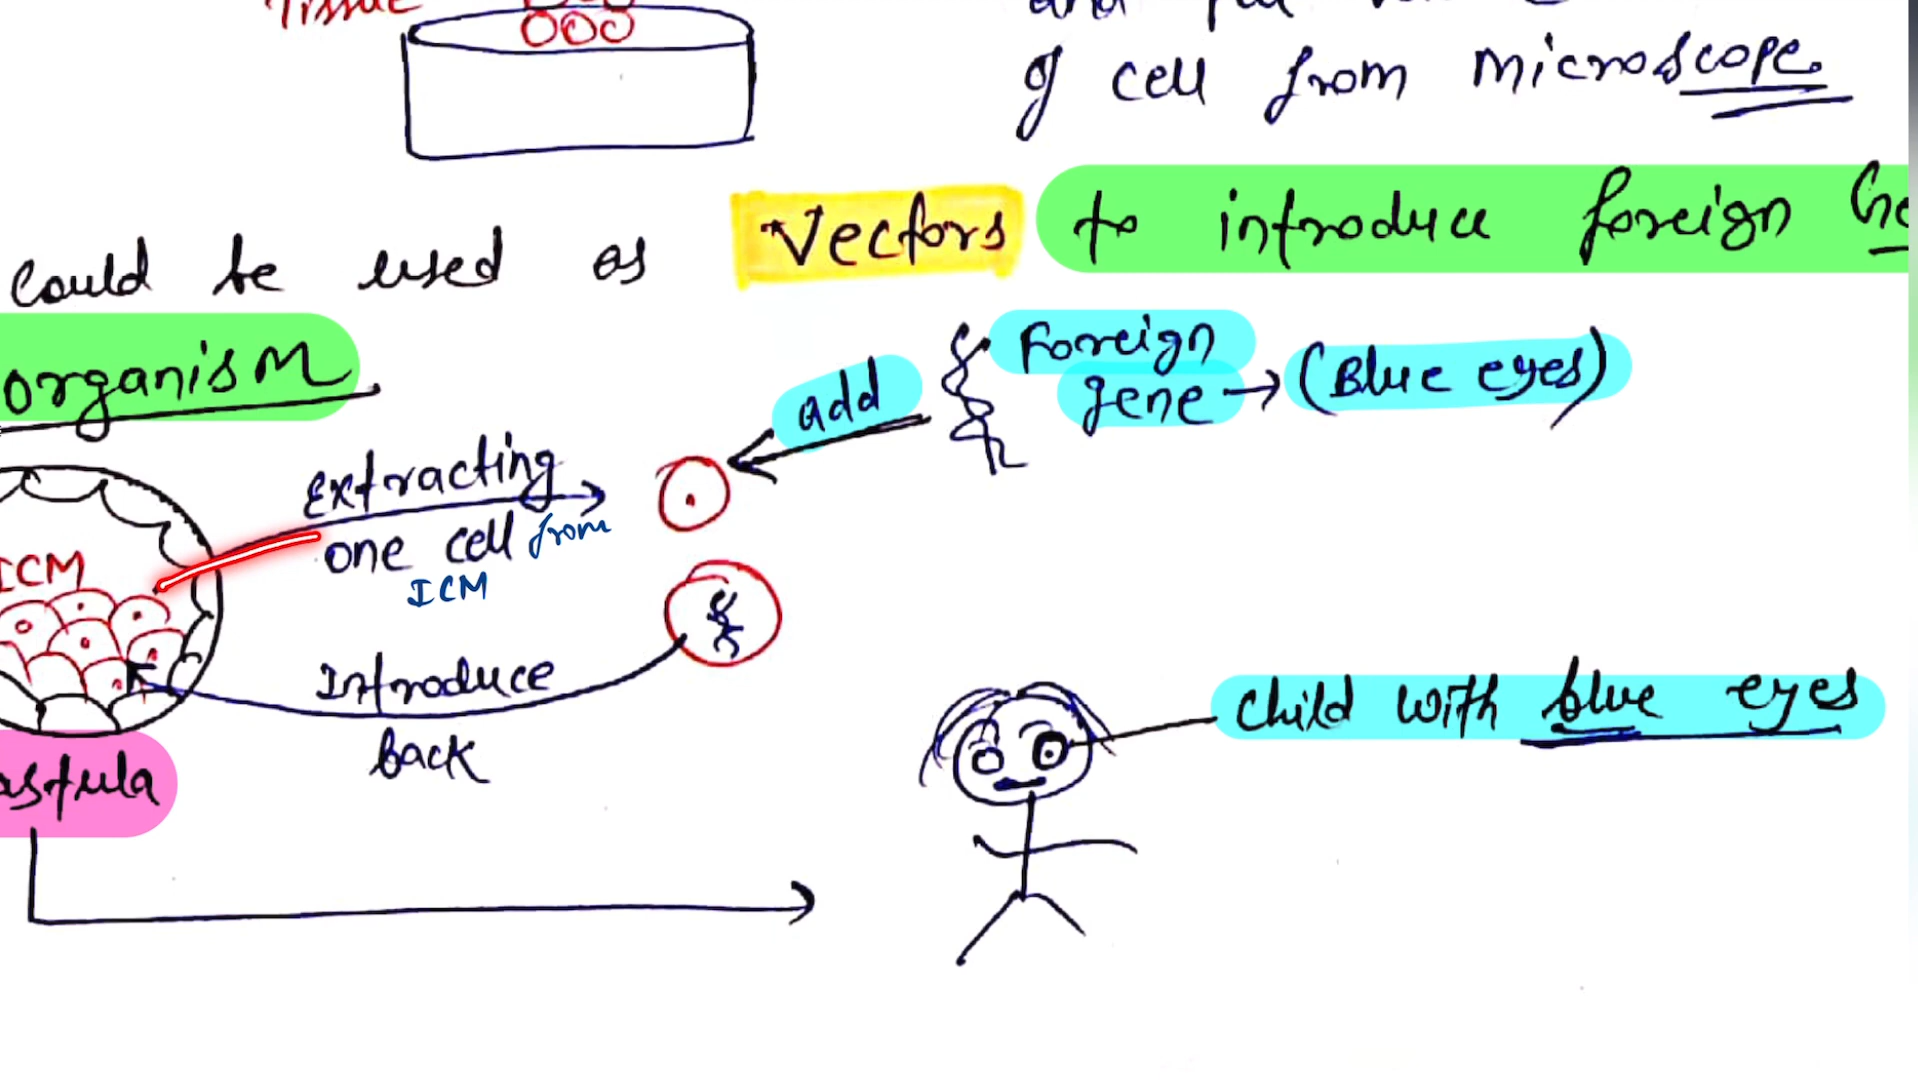 Tissue
of cell from microscope.
could be used as Vectors to introduce foreign
organism
Foreign
gene → (Blue eyes)
add
Extracting
one cell from
ICM
ICM
Introduce
back
child with blue eyes